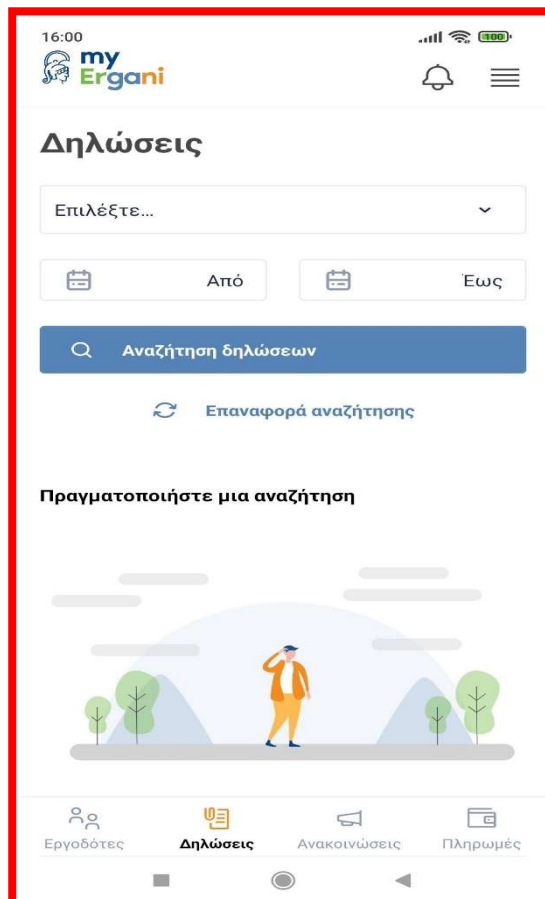 16:00
100
my
Ergani
Δηλώσεις
Επιλέξτε...
Από
Έως
Αναζήτηση δηλώσεων
Επαναφορά αναζήτησης
Πραγματοποιήστε μια αναζήτηση
Εργοδότες
Δηλώσεις
Ανακοινώσεις
Πληρωμές